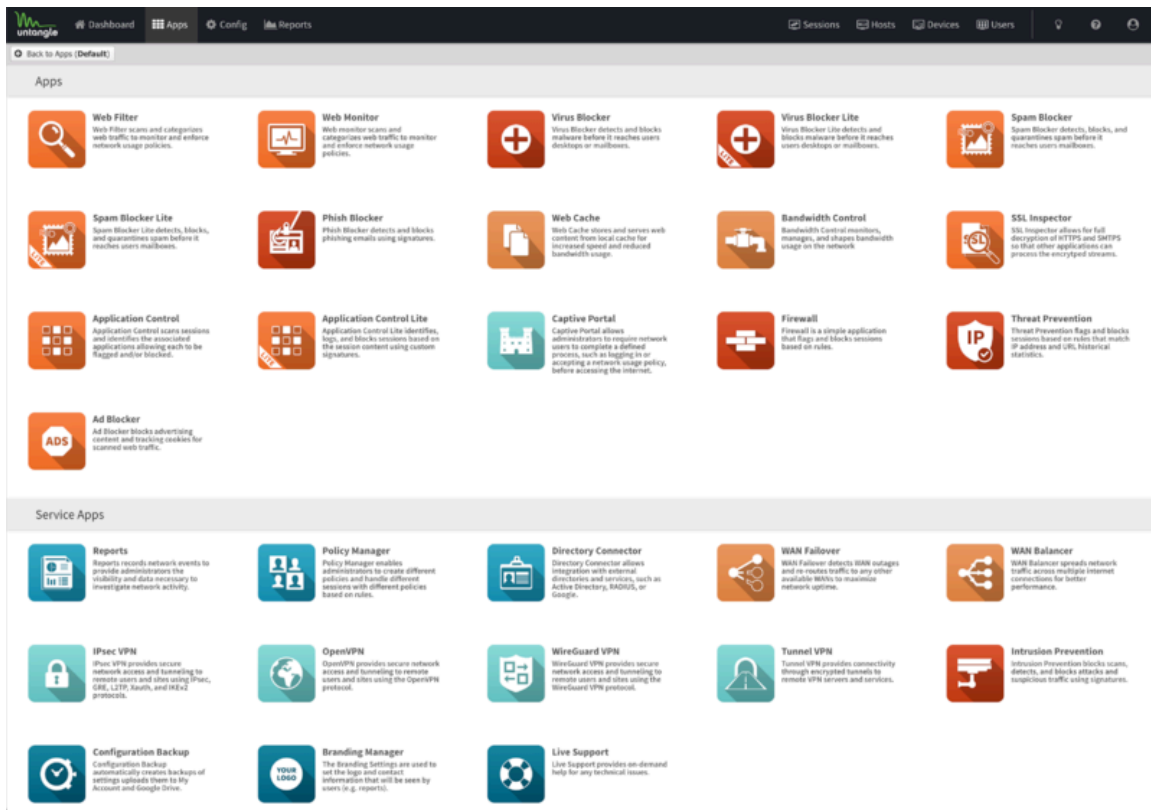 untangle
Dashboard
Apps
Config
Reports
Sessions
Hosts
Devices
Users
Back to Apps (Default)
Apps
Web Filter
Web Filter scans and categorizes
web traffic to monitor and enforce
network usage policies.
Web Monitor
Web monitor scans and
categorizes web traffic to monitor
and enforce network usage
policies.
Virus Blocker
Virus Blocker detects and blocks
malware before it reaches users
desktops or mailboxes.
LITE
Virus Blocker Lite
Virus Blocker Lite detects and
blocks malware before it reaches
users desktops or mailboxes.
Spam Blocker
Spam Blocker detects, blocks, and
quarantines spam before it
reaches users mailboxes.
LITE
Spam Blocker Lite
Spam Blocker Lite detects, blocks,
and quarantines spam before it
reaches users mailboxes.
Phish Blocker
Phish Blocker detects and blocks
phishing emails using signatures.
Web Cache
Web Cache stores and serves web
content from local cache for
increased speed and reduced
bandwidth usage.
Bandwidth Control
Bandwidth Control monitors,
manages, and shapes bandwidth
usage on the network
SSL
SSL Inspector
SSL Inspector allows for full
decryption of HTTPS and SMTPS
so that other applications can
process the encrytped streams.
Application Control
Application Control scans sessions
and identifies the associated
applications allowing each to be
flagged and/or blocked.
LITE
Application Control Lite
Application Control Lite identifies,
logs, and blocks sessions based on
the session content using custom
signatures.
Captive Portal
Captive Portal allows
administrators to require network
users to complete a defined
process, such as logging in or
accepting a network usage policy,
before accessing the internet.
Firewall
Firewall is a simple application
that flags and blocks sessions
based on rules.
IP
Threat Prevention
Threat Prevention flags and blocks
sessions based on rules that match
IP address and URL historical
statistics.
ADS
Ad Blocker
Ad Blocker blocks advertising
content and tracking cookies for
scanned web traffic.
Service Apps
Reports
Reports records network events to
provide administrators the
visibility and data necessary to
investigate network activity.
Policy Manager
Policy Manager enables
administrators to create different
policies and handle different
sessions with different policies
based on rules.
Directory Connector
Directory Connector allows
integration with external
directories and services, such as
Active Directory, RADIUS, or
Google.
WAN Failover
WAN Failover detects WAN outages
and re-routes traffic to any other
available WANs to maximize
network uptime.
WAN Balancer
WAN Balancer spreads network
traffic across multiple internet
connections for better
performance.
IPsec VPN
IPsec VPN provides secure
network access and tunneling to
remote users and sites using IPsec,
GRE, L2TP, Xauth, and IKEv2
protocols.
OpenVPN
OpenVPN provides secure network
access and tunneling to remote
users and sites using the OpenVPN
protocol.
WireGuard VPN
WireGuard VPN provides secure
network access and tunneling to
remote users and sites using the
WireGuard VPN protocol.
Tunnel VPN
Tunnel VPN provides connectivity
through encrypted tunnels to
remote VPN servers and services.
Intrusion Prevention
Intrusion Prevention blocks scans,
detects, and blocks attacks and
suspicious traffic using signatures.
Configuration Backup
Configuration Backup
automatically creates backups of
settings uploads them to My
Account and Google Drive.
YOUR
LOGO
Branding Manager
The Branding Settings are used to
set the logo and contact
information that will be seen by
users (e.g. reports).
Live Support
Live Support provides on-demand
help for any technical issues.